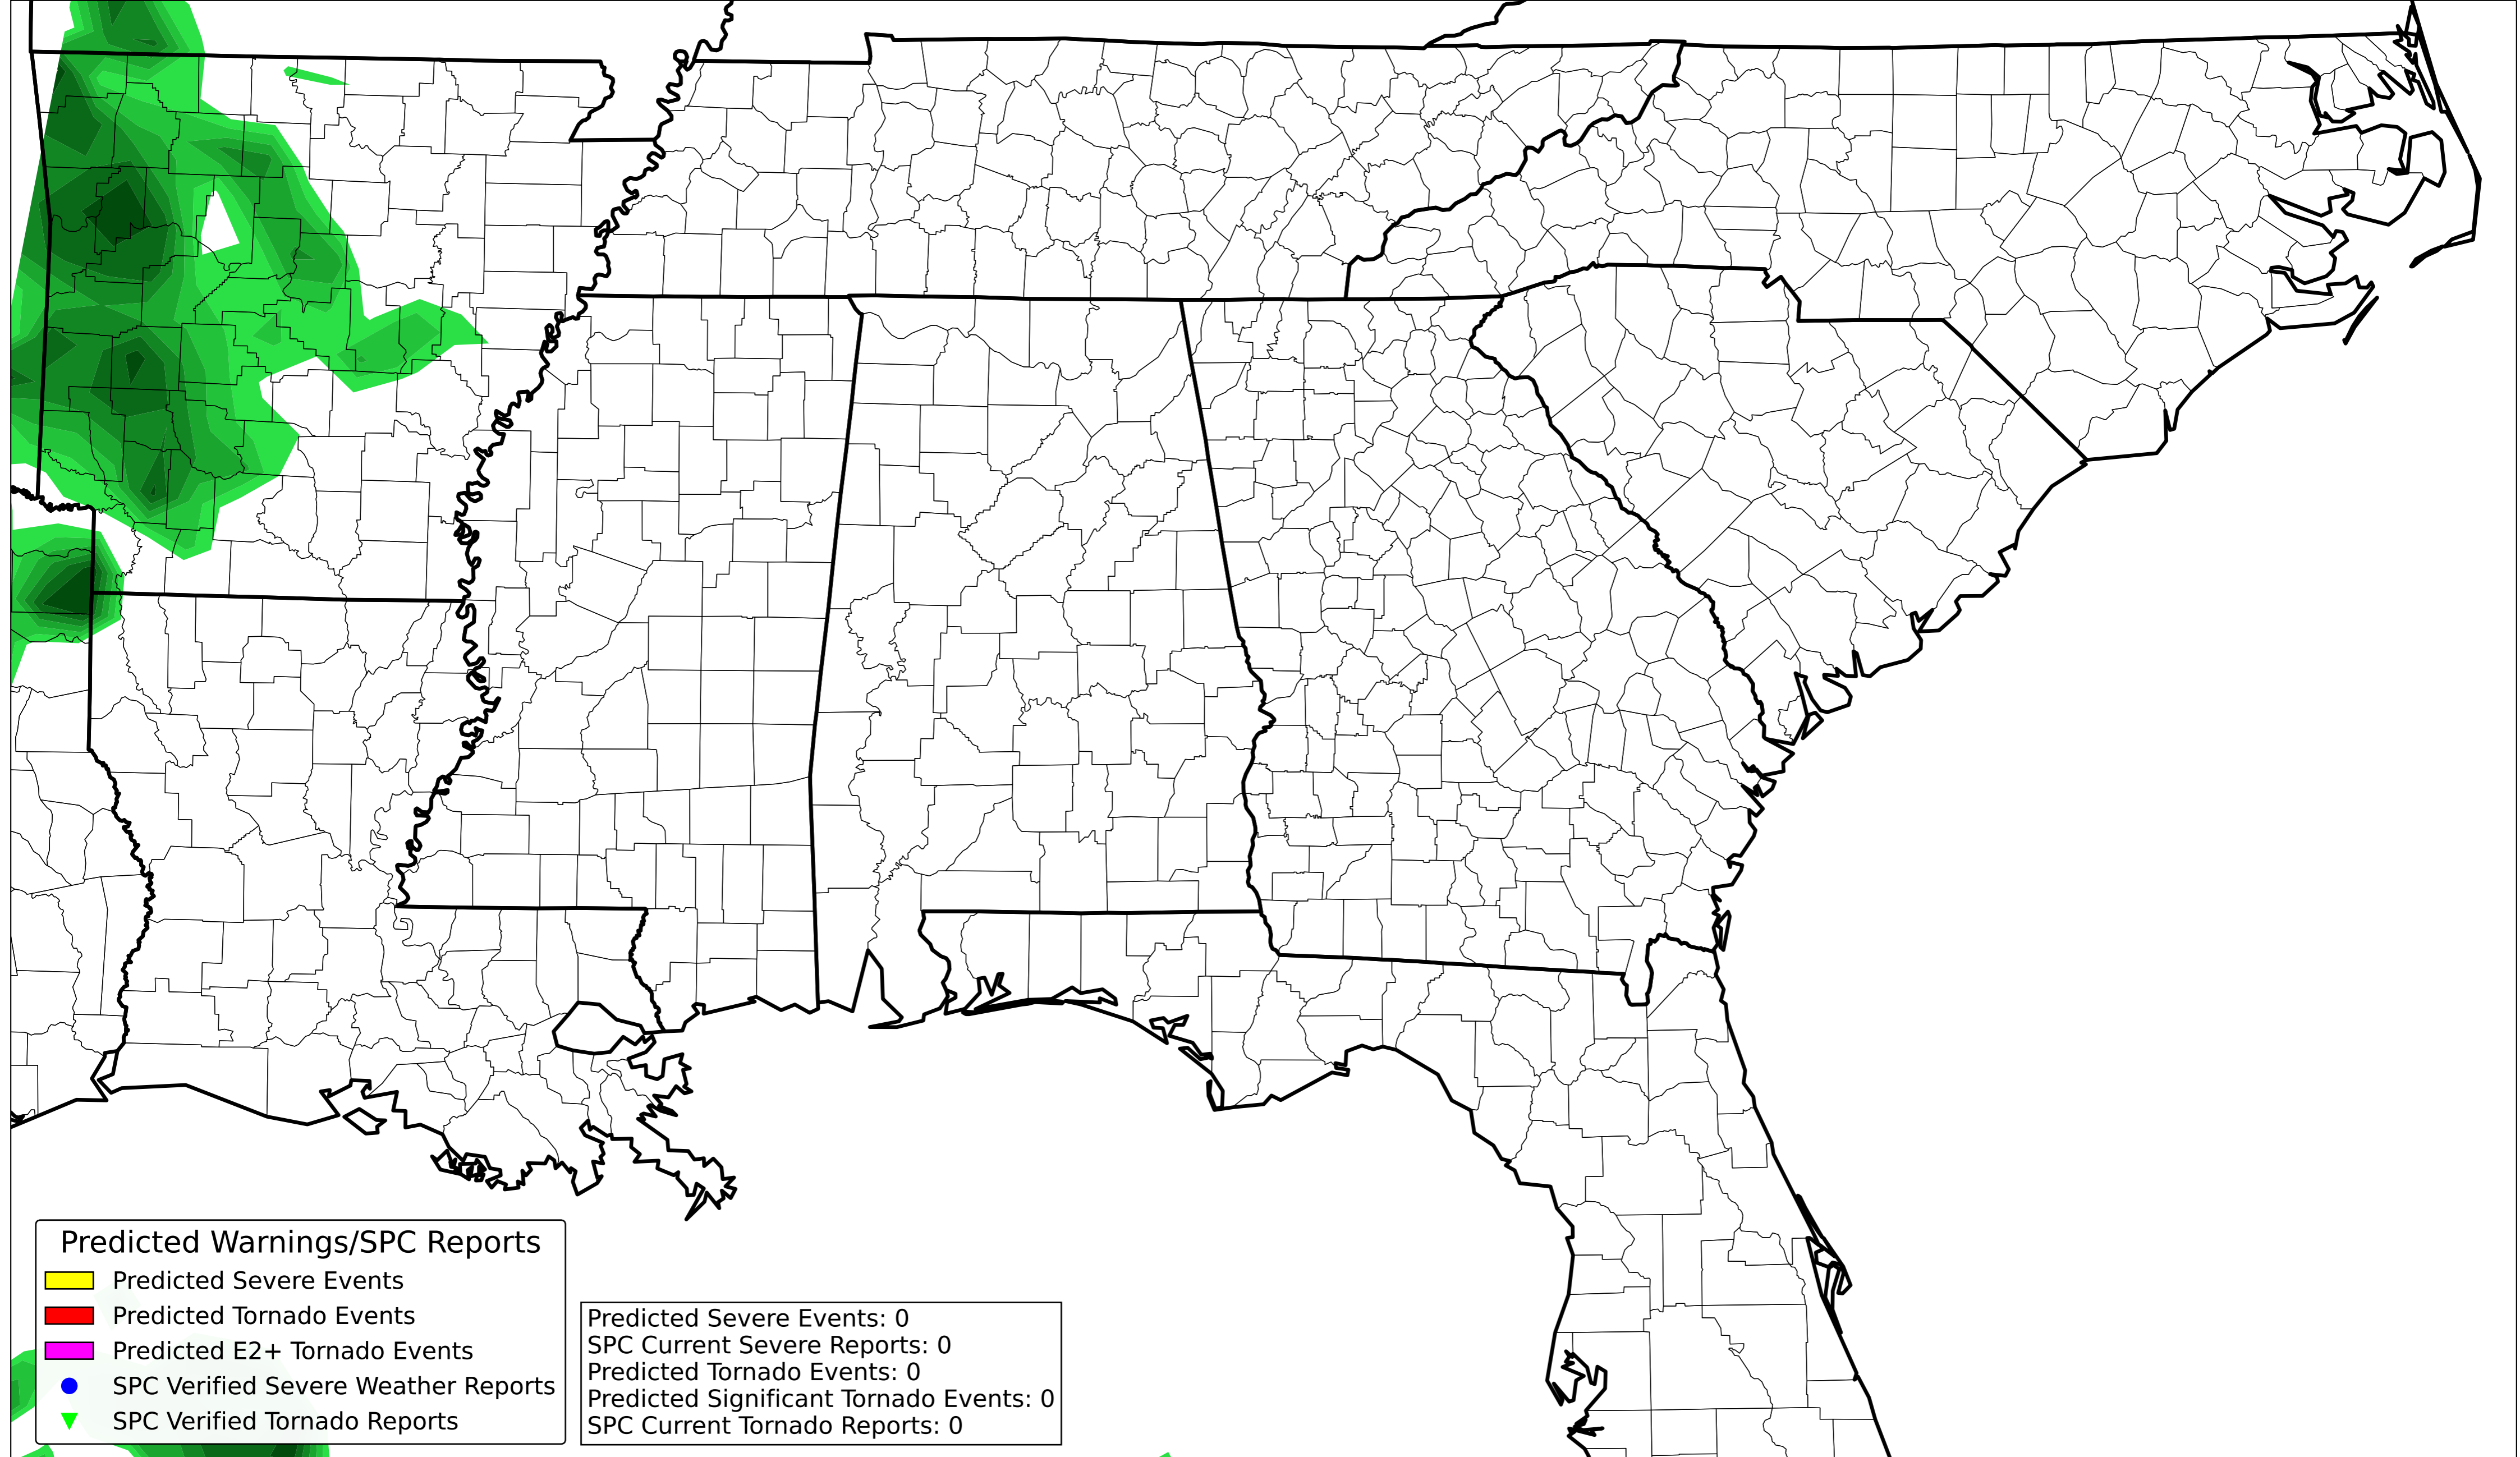 Predicted Warnings/SPC Reports
Predicted Severe Events
Predicted Tornado Events
Predicted E2+ Tornado Events
SPC Verified Severe Weather Reports
SPC Verified Tornado Reports
Predicted Severe Events: 0
SPC Current Severe Reports: 0
Predicted Tornado Events: 0
Predicted Significant Tornado Events: 0
SPC Current Tornado Reports: 0